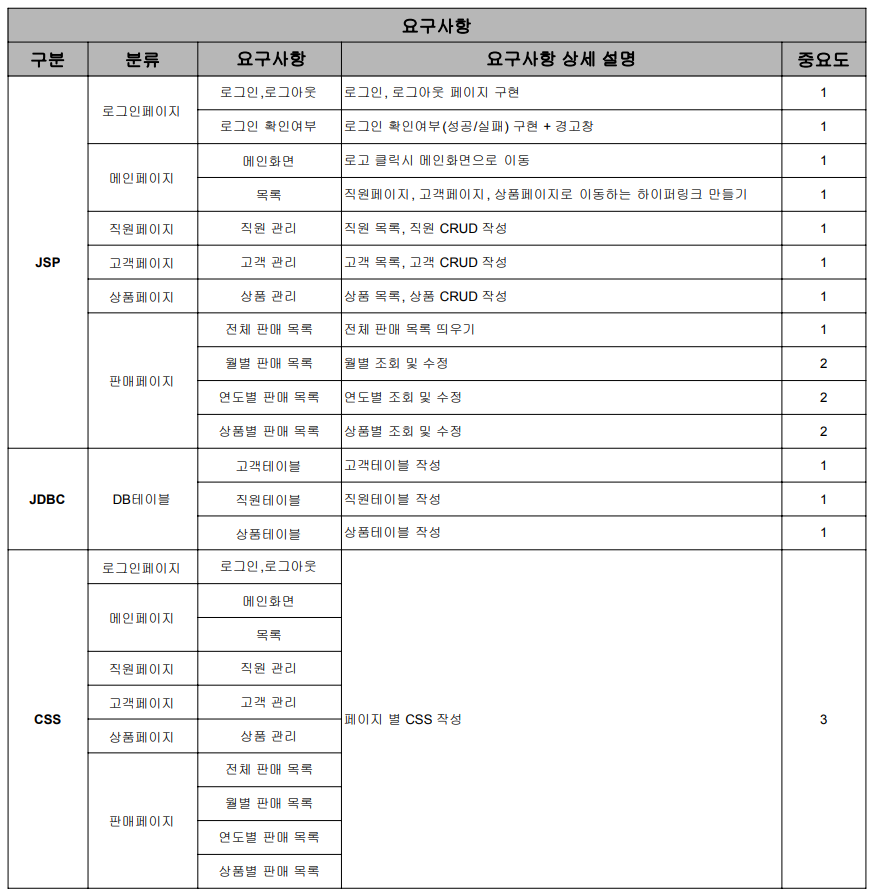 요구사항
구분 분류 요구사항 요구사항 상세 설명 중요도
JSP
로그인페이지
로그인,로그아웃 로그인, 로그아웃 페이지 구현 1
로그인 확인여부 로그인 확인여부(성공/실패) 구현 + 경고창 1
메인페이지
메인화면 로고 클릭시 메인화면으로 이동 1
목록 직원페이지, 고객페이지, 상품페이지로 이동하는 하이퍼링크 만들기 1
직원페이지 직원 관리 직원 목록, 직원 CRUD 작성 1
고객페이지 고객 관리 고객 목록, 고객 CRUD 작성 1
상품페이지 상품 관리 상품 목록, 상품 CRUD 작성 1
판매페이지
전체 판매 목록 전체 판매 목록 띄우기 1
월별 판매 목록 월별 조회 및 수정 2
연도별 판매 목록 연도별 조회 및 수정 2
상품별 판매 목록 상품별 조회 및 수정 2
JDBC
DB테이블
고객테이블 고객테이블 작성 1
직원테이블 직원테이블 작성 1
상품테이블 상품테이블 작성 1
CSS
로그인페이지 로그인,로그아웃
메인페이지
메인화면
목록
직원페이지 직원 관리
고객페이지 고객 관리
상품페이지 상품 관리
판매페이지
전체 판매 목록
월별 판매 목록
연도별 판매 목록
상품별 판매 목록
페이지 별 CSS 작성 3